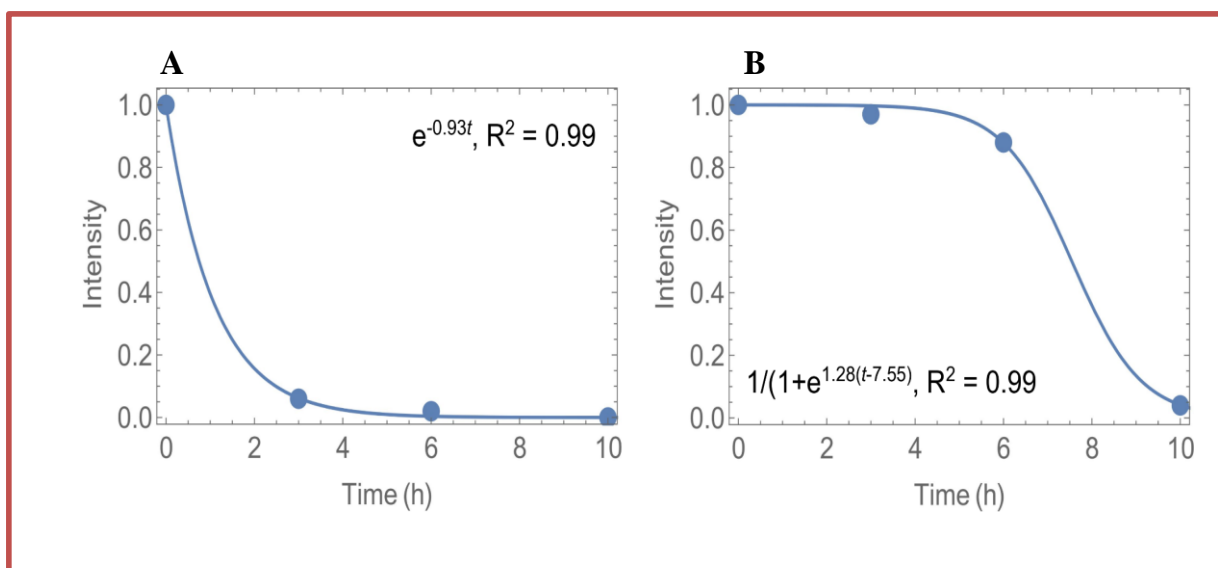 A
1.0
0.8
0.6
0.4
0.2
0.0
Intensity
e^-0.93t, R² = 0.99
0 2 4 6 8 10
Time (h)
B
1.0
0.8
0.6
0.4
0.2
0.0
Intensity
1/(1+e^1.28(t-7.55), R² = 0.99
0 2 4 6 8 10
Time (h)